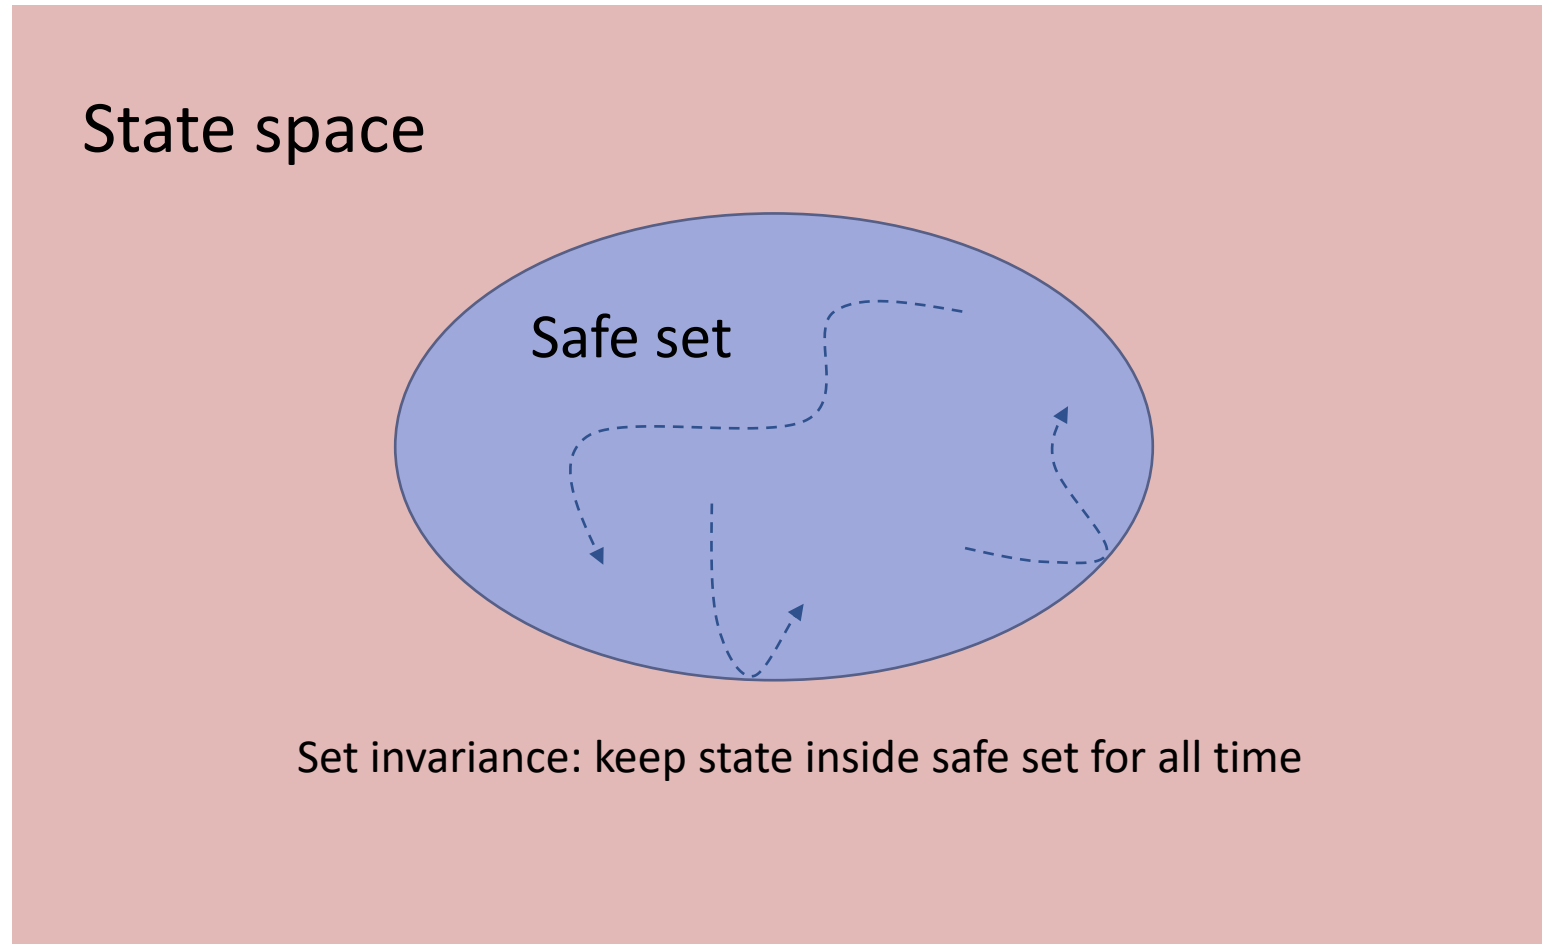 State space
Safe set
Set invariance: keep state inside safe set for all time